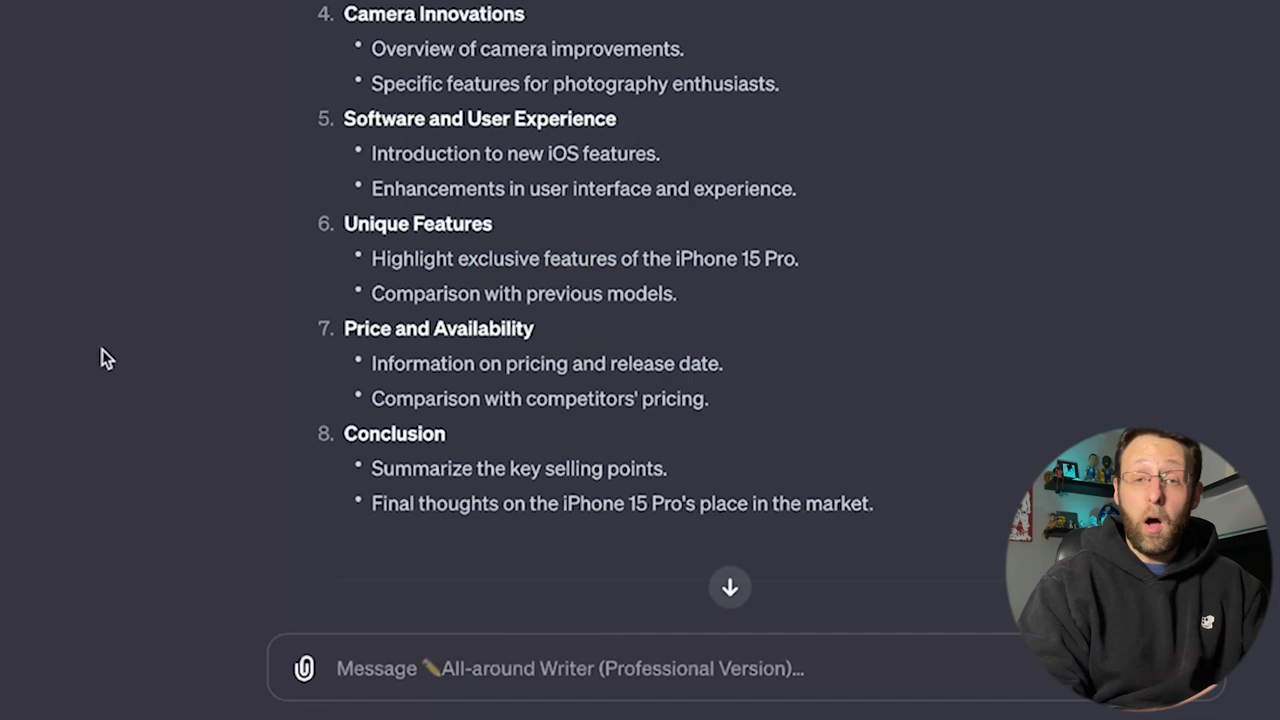 4. Camera Innovations
• Overview of camera improvements.
• Specific features for photography enthusiasts.
5. Software and User Experience
• Introduction to new iOS features.
• Enhancements in user interface and experience.
6. Unique Features
• Highlight exclusive features of the iPhone 15 Pro.
• Comparison with previous models.
7. Price and Availability
• Information on pricing and release date.
• Comparison with competitors' pricing.
8. Conclusion
• Summarize the key selling points.
• Final thoughts on the iPhone 15 Pro's place in the market.
Message ✏️All-around Writer (Professional Version)...